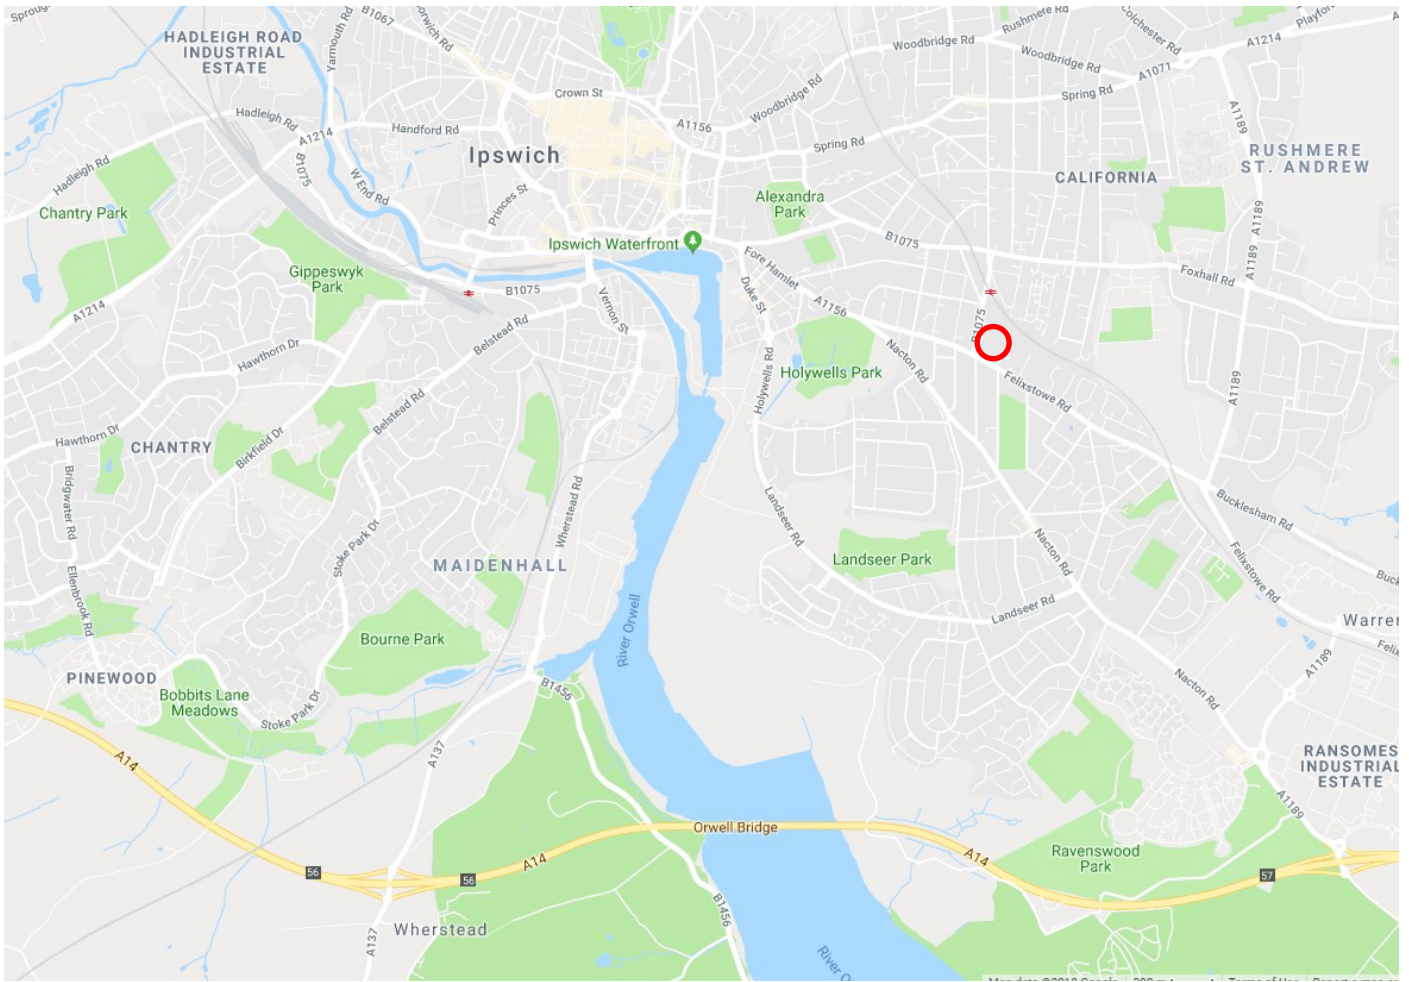 B1067
Yarmouth Rd
Rushmere Rd
Colchester Rd
A1214
HADLEIGH ROAD
INDUSTRIAL
ESTATE
Woodbridge Rd
Woodbridge Rd
A1071
Crown St
Spring Rd
Woodbridge Rd
Hadleigh Rd
A1214
Handford Rd
A1156
A1189
Spring Rd
Ipswich
RUSHMERE
ST. ANDREW
B1075
Hadleigh Rd
W End Rd
CALIFORNIA
Princes St
Alexandra
Park
Chantry Park
A1189
Ipswich Waterfront
B1075
A1189
Fore Hamlet
Foxhall Rd
Gippeswyk
Park
Duke St
B1075
Vernon St
A1156
A1214
B1075
Belstead Rd
Nacton Rd
Hawthorn Dr
Holywells Rd
Holywells Park
Felixstowe Rd
A1189
Belstead Rd
Hawthorn Dr
CHANTRY
Birkfield Dr
Bridgwater Rd
Wherstead Rd
Landseer Rd
Bucklesham Rd
Stoke Park Dr
Nacton Rd
MAIDENHALL
Landseer Park
Felixstowe Rd
Ellenbrook Rd
Landseer Rd
River Orwell
Bourne Park
A1189
PINEWOOD
Bobbits Lane
Meadows
B1456
Nacton Rd
Stoke Park Dr
A14
A137
RANSOMES
INDUSTRIAL
ESTATE
A1189
Orwell Bridge
A14
A14
Ravenswood
Park
56
56
57
B1456
Wherstead
A137